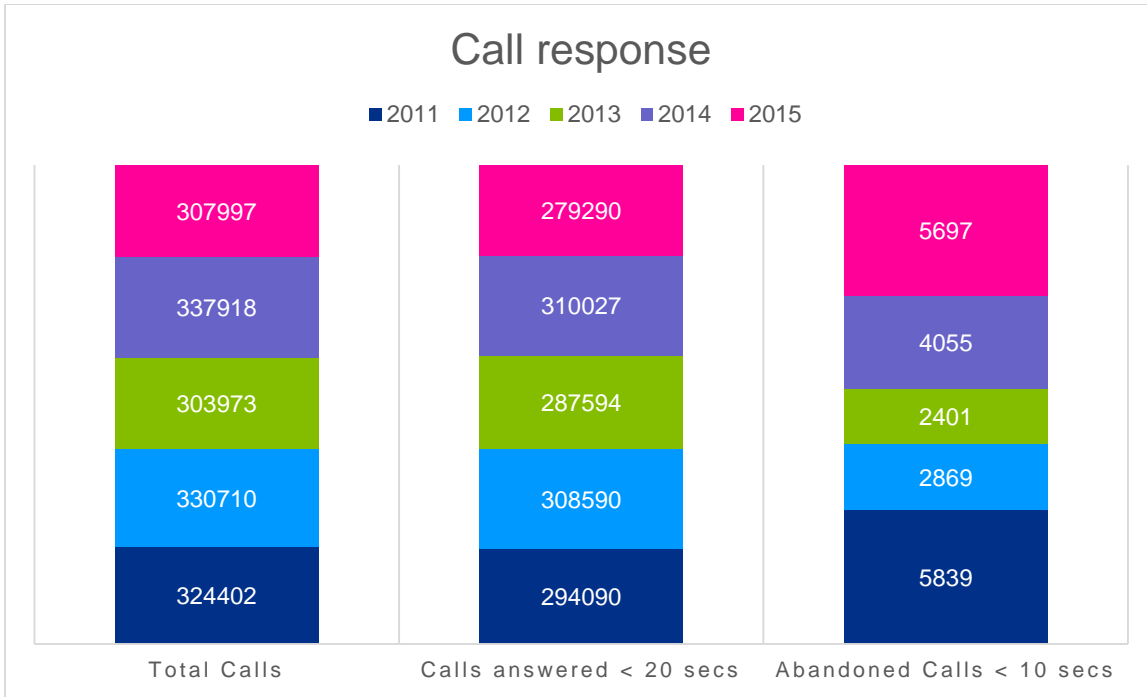 Call response
2011 2012 2013 2014 2015
307997 279290 5697
337918 310027 4055
303973 287594 2401
330710 308590 2869
324402 294090 5839
Total Calls Calls answered < 20 secs Abandoned Calls < 10 secs